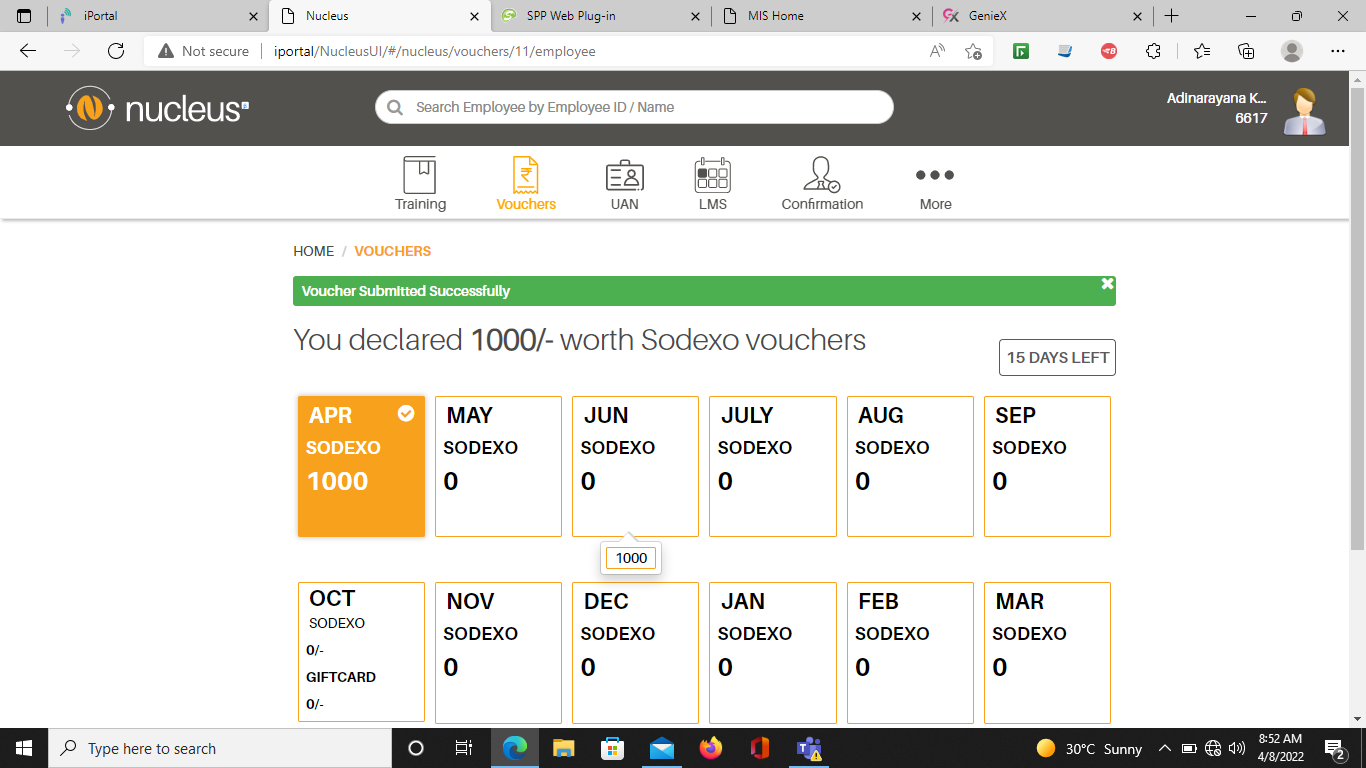 iPortal
Nucleus
SPP Web Plug-in
MIS Home
GenieX
Not secure
iportal/NucleusUI/#/nucleus/vouchers/11/employee
nucleus
Search Employee by Employee ID / Name
Adinarayana K...
6617
Training
Vouchers
UAN
LMS
Confirmation
More
HOME / VOUCHERS
Voucher Submitted Successfully
You declared 1000/- worth Sodexo vouchers
15 DAYS LEFT
APR
SODEXO
1000
MAY
SODEXO
0
JUN
SODEXO
0
JULY
SODEXO
0
AUG
SODEXO
0
SEP
SODEXO
0
1000
OCT
SODEXO
0/-
GIFTCARD
0/-
NOV
SODEXO
0
DEC
SODEXO
0
JAN
SODEXO
0
FEB
SODEXO
0
MAR
SODEXO
0
Type here to search
30°C Sunny
8:52 AM
4/8/2022
2